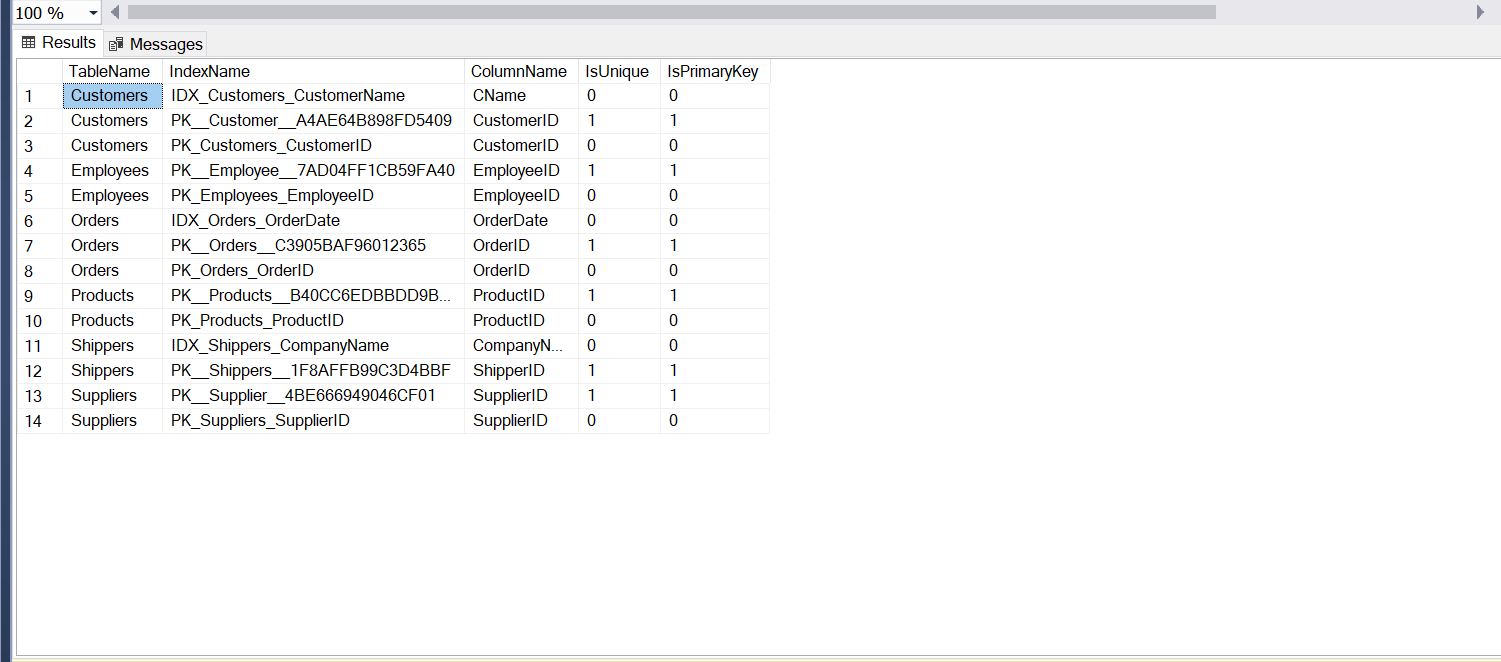 100 %
Results Messages
TableName IndexName ColumnName IsUnique IsPrimaryKey
1 Customers IDX_Customers_CustomerName CName 0 0
2 Customers PK__Customer__A4AE64B898FD5409 CustomerID 1 1
3 Customers PK_Customers_CustomerID CustomerID 0 0
4 Employees PK__Employee__7AD04FF1CB59FA40 EmployeeID 1 1
5 Employees PK_Employees_EmployeeID EmployeeID 0 0
6 Orders IDX_Orders_OrderDate OrderDate 0 0
7 Orders PK__Orders__C3905BAF96012365 OrderID 1 1
8 Orders PK_Orders_OrderID OrderID 0 0
9 Products PK__Products__B40CC6EDBBDD9B... ProductID 1 1
10 Products PK_Products_ProductID ProductID 0 0
11 Shippers IDX_Shippers_CompanyName CompanyN... 0 0
12 Shippers PK__Shippers__1F8AFFB99C3D4BBF ShipperID 1 1
13 Suppliers PK__Supplier__4BE666949046CF01 SupplierID 1 1
14 Suppliers PK_Suppliers_SupplierID SupplierID 0 0